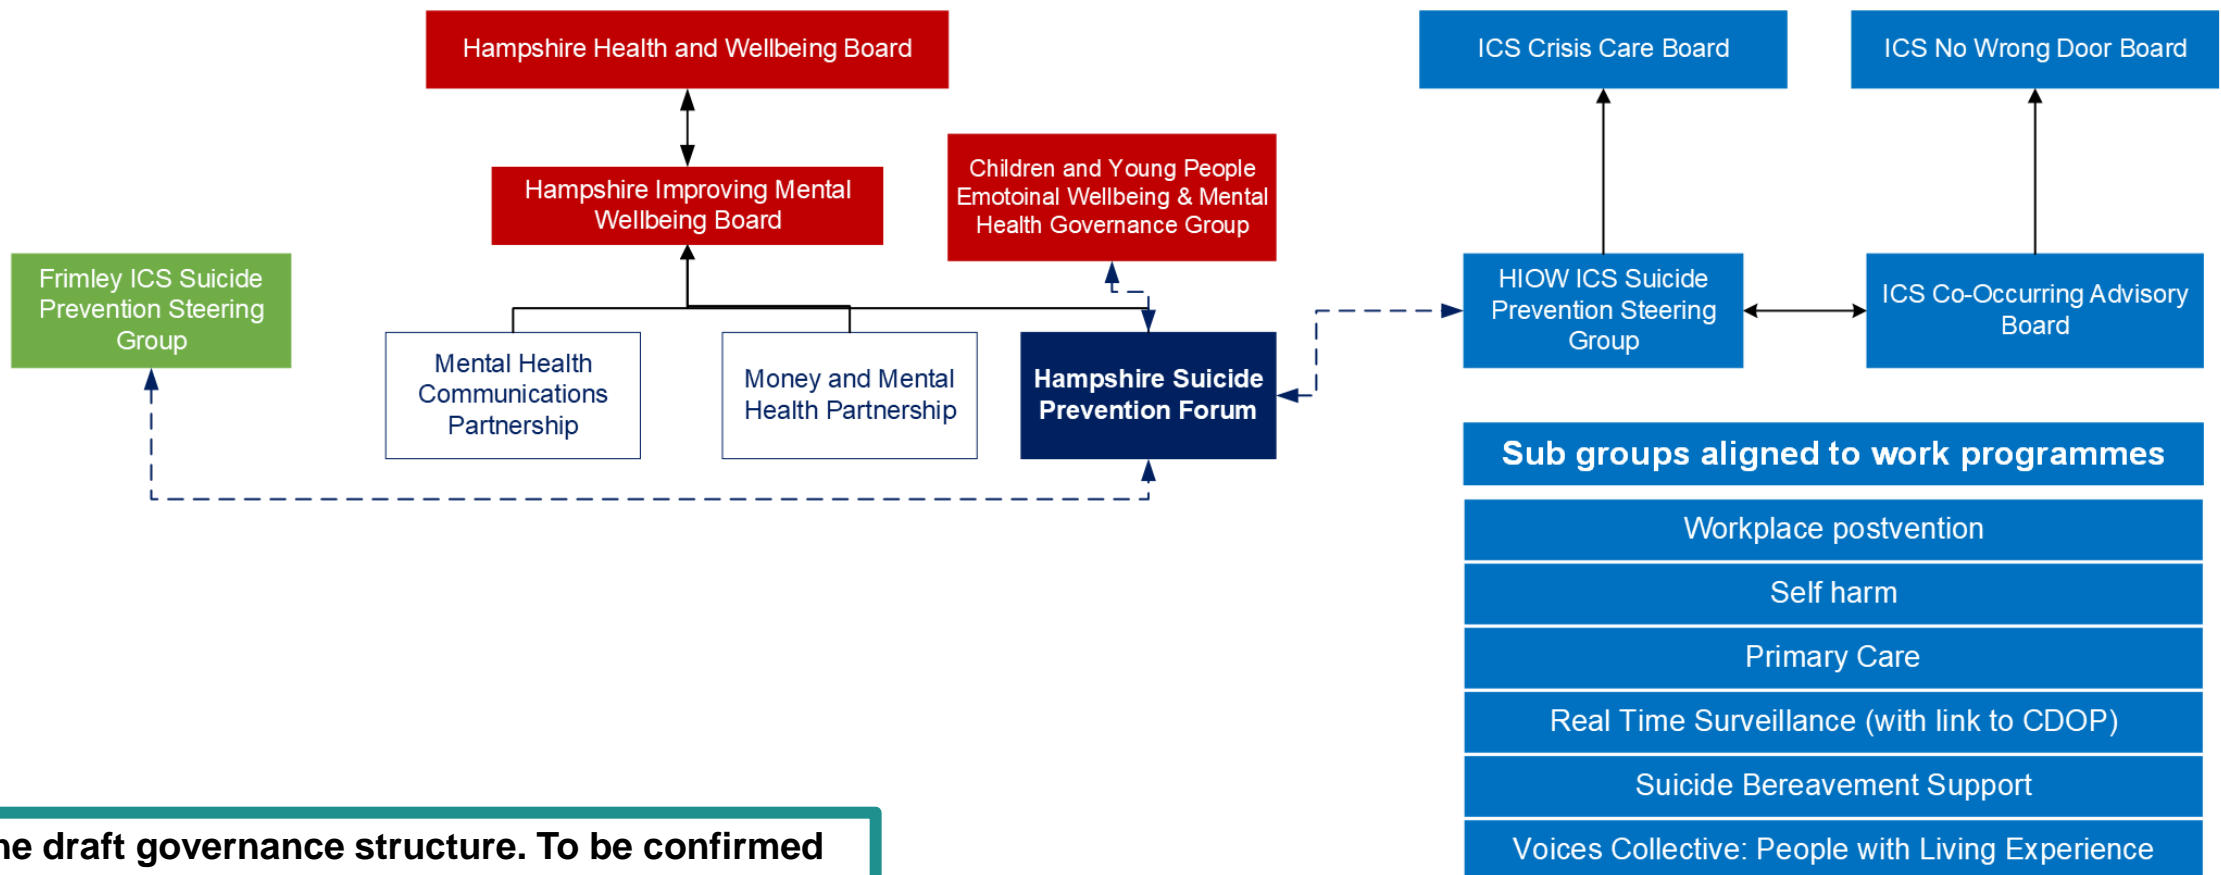 Hampshire Health and Wellbeing Board
ICS Crisis Care Board
ICS No Wrong Door Board
Hampshire Improving Mental
Wellbeing Board
Children and Young People
Emotoinal Wellbeing & Mental
Health Governance Group
Frimley ICS Suicide
Prevention Steering
Group
HIOW ICS Suicide
Prevention Steering
Group
ICS Co-Occurring Advisory
Board
Mental Health
Communications
Partnership
Money and Mental
Health Partnership
Hampshire Suicide
Prevention Forum
Sub groups aligned to work programmes
Workplace postvention
Self harm
Primary Care
Real Time Surveillance (with link to CDOP)
Suicide Bereavement Support
Voices Collective: People with Living Experience
draft governance structure. To be confirmed